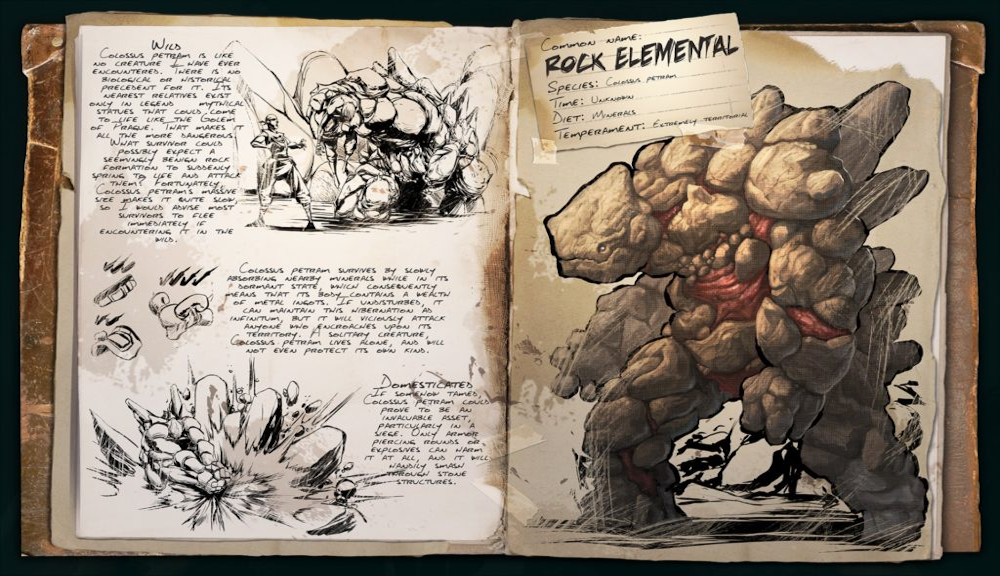 Wild
Colossus petram is like
no creature I have ever
encountered. There is no
biological or historical
precedent for it. Its
nearest relatives exist
only in legend mythical
statues that could come
to life like the Golem
of Prague. That makes it
all the more dangerous.
What survivor could
possibly expect a
seemingly benign rock
formation to suddenly
spring to life and attack
them? Fortunately,
Colossus petram's massive
size makes it quite slow,
so I would advise most
survivors to flee
immediately if
encountering it in the
wild.
Colossus petram survives by slowly
absorbing nearby minerals while in its
dormant state, which consequently
means that its body contains a wealth
of metal ingots. If undisturbed, it
can maintain this hibernation ad
infinitum, but it will viciously attack
anyone who encroaches upon its
territory. A solitary creature,
Colossus petram lives alone, and will
not even protect its own kind.
Domesticated
If somehow tamed,
Colossus petram could
prove to be an
invaluable asset,
particularly in a
siege. Only armor
piercing rounds or
explosives can harm
it at all, and it will
handily smash
through stone
structures.
Common name:
Rock Elemental
Species: Colossus petram
Time: Unknown
Diet: Minerals
Temperament: Extremely territorial